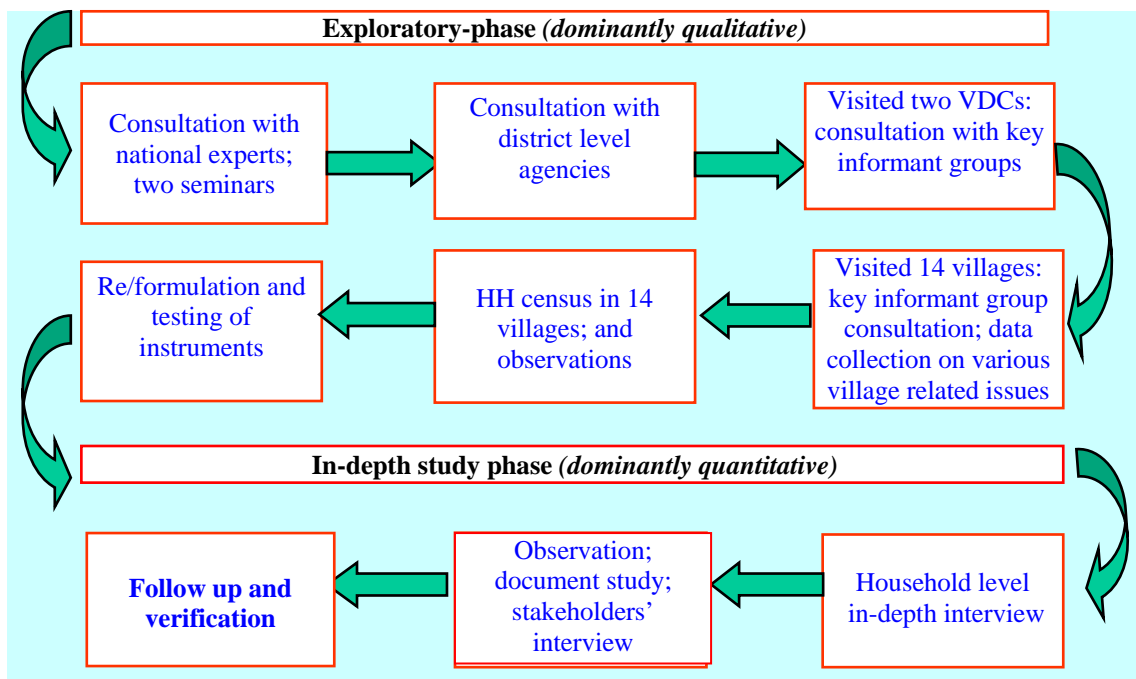 Exploratory-phase (dominantly qualitative)
Consultation with
national experts;
two seminars
Consultation with
district level
agencies
Visited two VDCs:
consultation with key
informant groups
Visited 14 villages:
key informant group
consultation; data
collection on various
village related issues
HH census in 14
villages; and
observations
Re/formulation and
testing of
instruments
In-depth study phase (dominantly quantitative)
Household level
in-depth interview
Observation;
document study;
stakeholders’
interview
Follow up and
verification